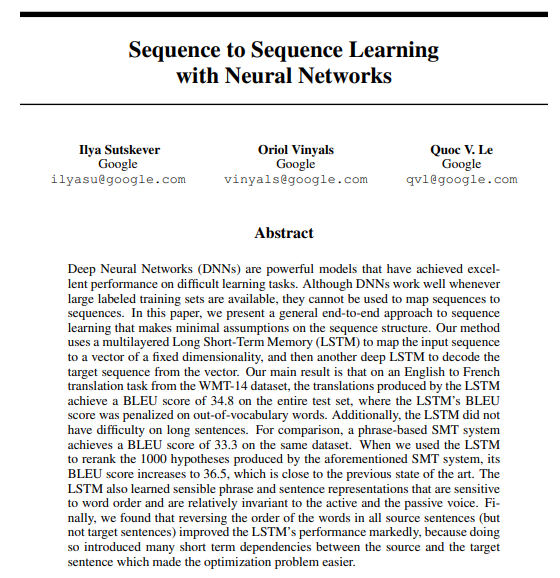 Sequence to Sequence Learning
with Neural Networks
Ilya Sutskever
Google
ilyasu@google.com
Oriol Vinyals
Google
vinyals@google.com
Quoc V. Le
Google
qvl@google.com
Abstract
Deep Neural Networks (DNNs) are powerful models that have achieved excel-
lent performance on difficult learning tasks. Although DNNs work well whenever
large labeled training sets are available, they cannot be used to map sequences to
sequences. In this paper, we present a general end-to-end approach to sequence
learning that makes minimal assumptions on the sequence structure. Our method
uses a multilayered Long Short-Term Memory (LSTM) to map the input sequence
to a vector of a fixed dimensionality, and then another deep LSTM to decode the
target sequence from the vector. Our main result is that on an English to French
translation task from the WMT-14 dataset, the translations produced by the LSTM
achieve a BLEU score of 34.8 on the entire test set, where the LSTM's BLEU
score was penalized on out-of-vocabulary words. Additionally, the LSTM did not
have difficulty on long sentences. For comparison, a phrase-based SMT system
achieves a BLEU score of 33.3 on the same dataset. When we used the LSTM
to rerank the 1000 hypotheses produced by the aforementioned SMT system, its
BLEU score increases to 36.5, which is close to the previous state of the art. The
LSTM also learned sensible phrase and sentence representations that are sensitive
to word order and are relatively invariant to the active and the passive voice. Fi-
nally, we found that reversing the order of the words in all source sentences (but
not target sentences) improved the LSTM's performance markedly, because doing
so introduced many short term dependencies between the source and the target
sentence which made the optimization problem easier.